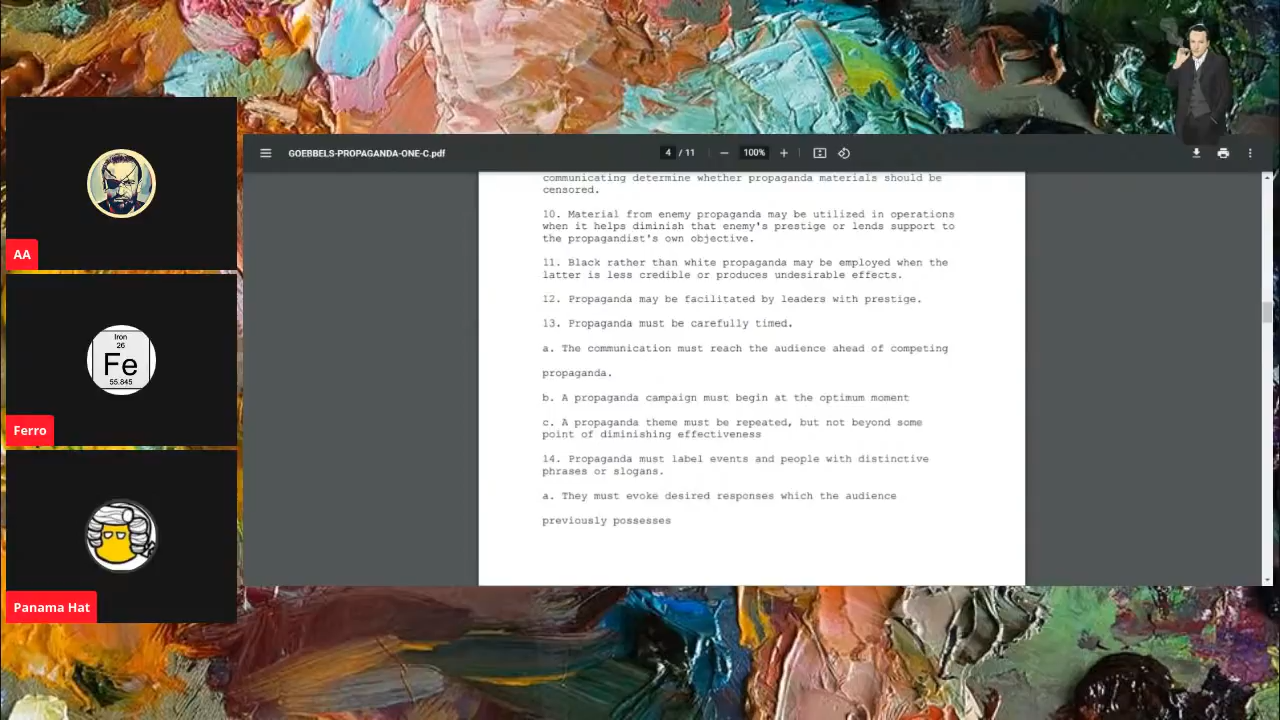 GOEBBELS-PROPAGANDA-ONE-C.pdf
4 / 11
100%
communicating determine whether propaganda materials should be
censored.
10. Material from enemy propaganda may be utilized in operations
when it helps diminish that enemy's prestige or lends support to
the propagandist's own objective.
11. Black rather than white propaganda may be employed when the
latter is less credible or produces undesirable effects.
12. Propaganda may be facilitated by leaders with prestige.
13. Propaganda must be carefully timed.
a. The communication must reach the audience ahead of competing
propaganda.
b. A propaganda campaign must begin at the optimum moment
c. A propaganda theme must be repeated, but not beyond some
point of diminishing effectiveness
14. Propaganda must label events and people with distinctive
phrases or slogans.
a. They must evoke desired responses which the audience
previously possesses
AA
Iron
26
Fe
55.845
Ferro
Panama Hat